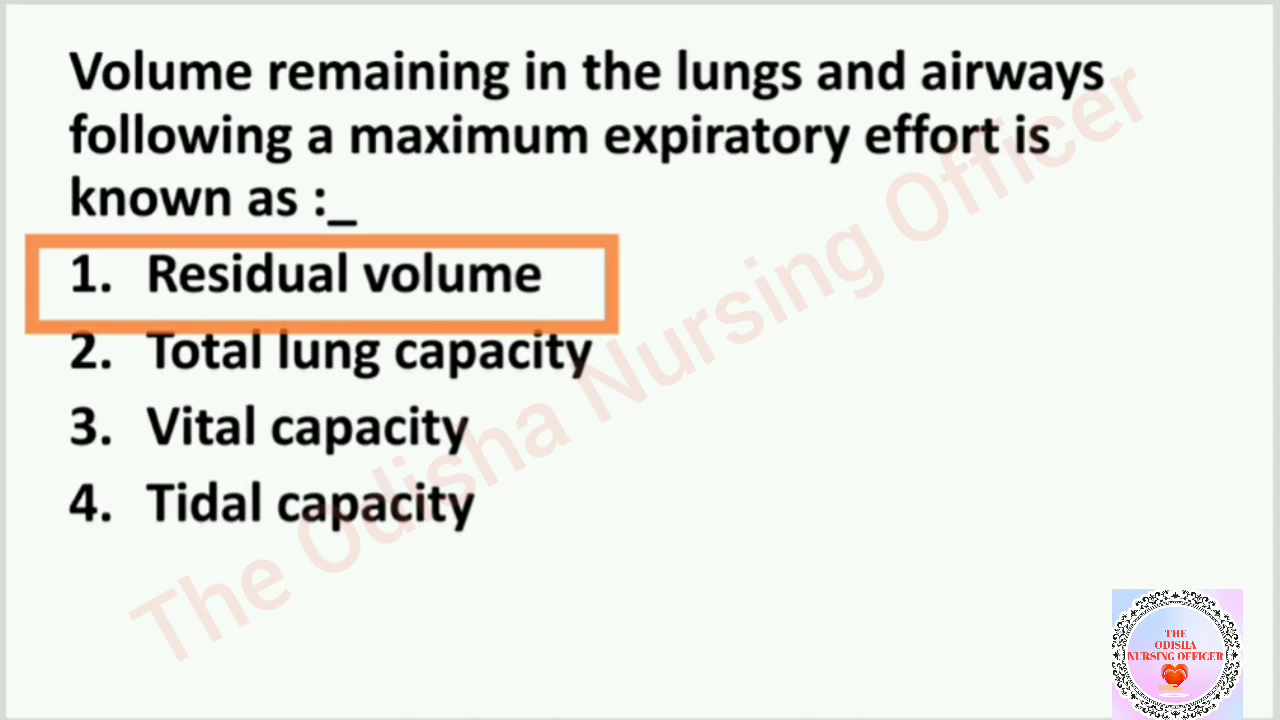 Volume remaining in the lungs and airways
following a maximum expiratory effort is
known as :_
1. Residual volume
2. Total lung capacity
3. Vital capacity
4. Tidal capacity
The Odisha Nursing Officer
THE
ODISHA
NURSING OFFICER